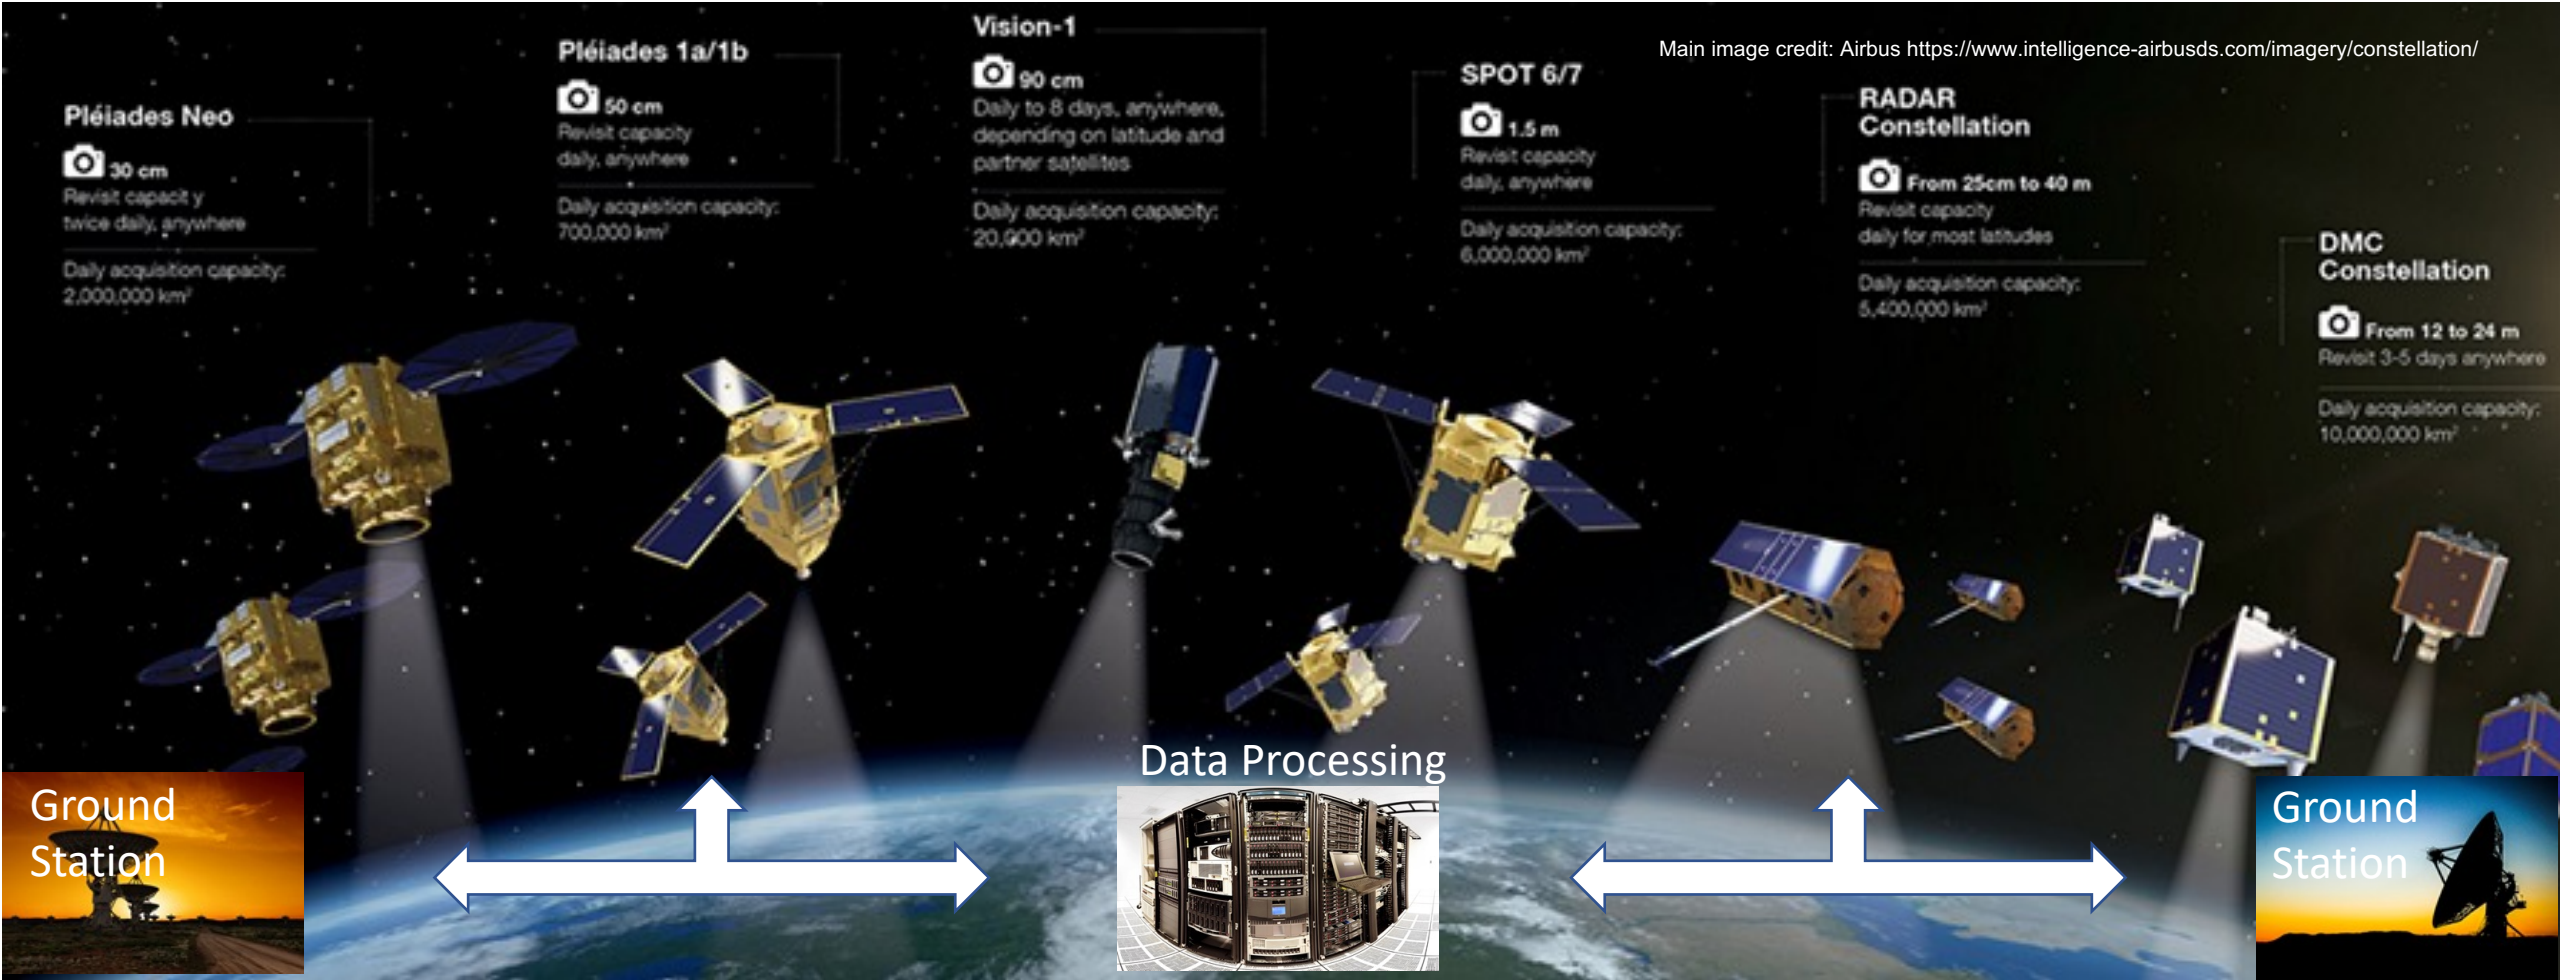 Main image credit: Airbus https://www.intelligence-airbusds.com/imagery/constellation/
Pléiades Neo
30 cm
Revisit capacit y
twice daily, anywhere
Daily acquisition capacity:
2,000,000 km²
Pléiades 1a/1b
50 cm
Revisit capacity
daily, anywhere
Daily acquisition capacity:
700,000 km²
Vision-1
90 cm
Daily to 8 days, anywhere,
depending on latitude and
partner satellites
Daily acquisition capacity:
20,000 km²
SPOT 6/7
1.5 m
Revisit capacity
daily, anywhere
Daily acquisition capacity:
6,000,000 km²
RADAR
Constellation
From 25cm to 40 m
Revisit capacity
daily for most latitudes
Daily acquisition capacity:
5,400,000 km²
DMC
Constellation
From 12 to 24 m
Revisit 3-5 days anywhere
Daily acquisition capacity:
10,000,000 km²
Ground
Station
Data Processing
Ground
Station